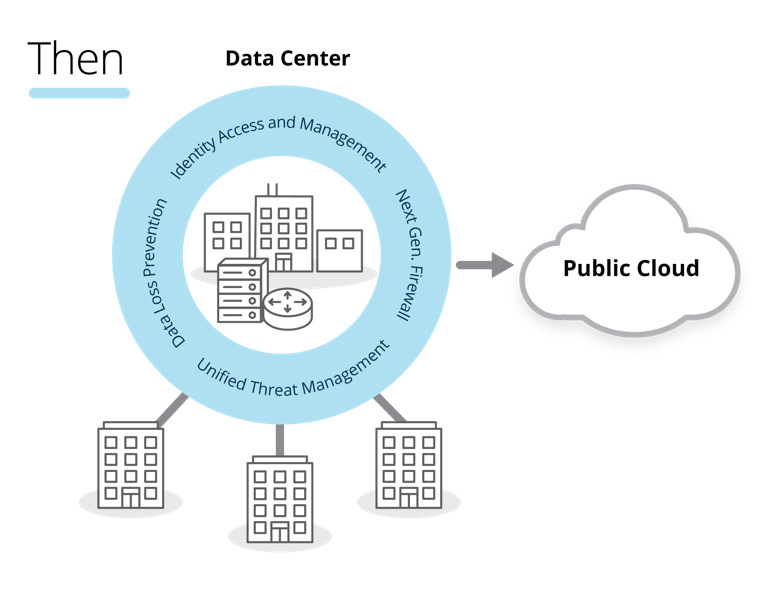 Then
Data Center
Identity Access and Management
Data Loss Prevention
Next Gen. Firewall
Public Cloud
Unified Threat Management